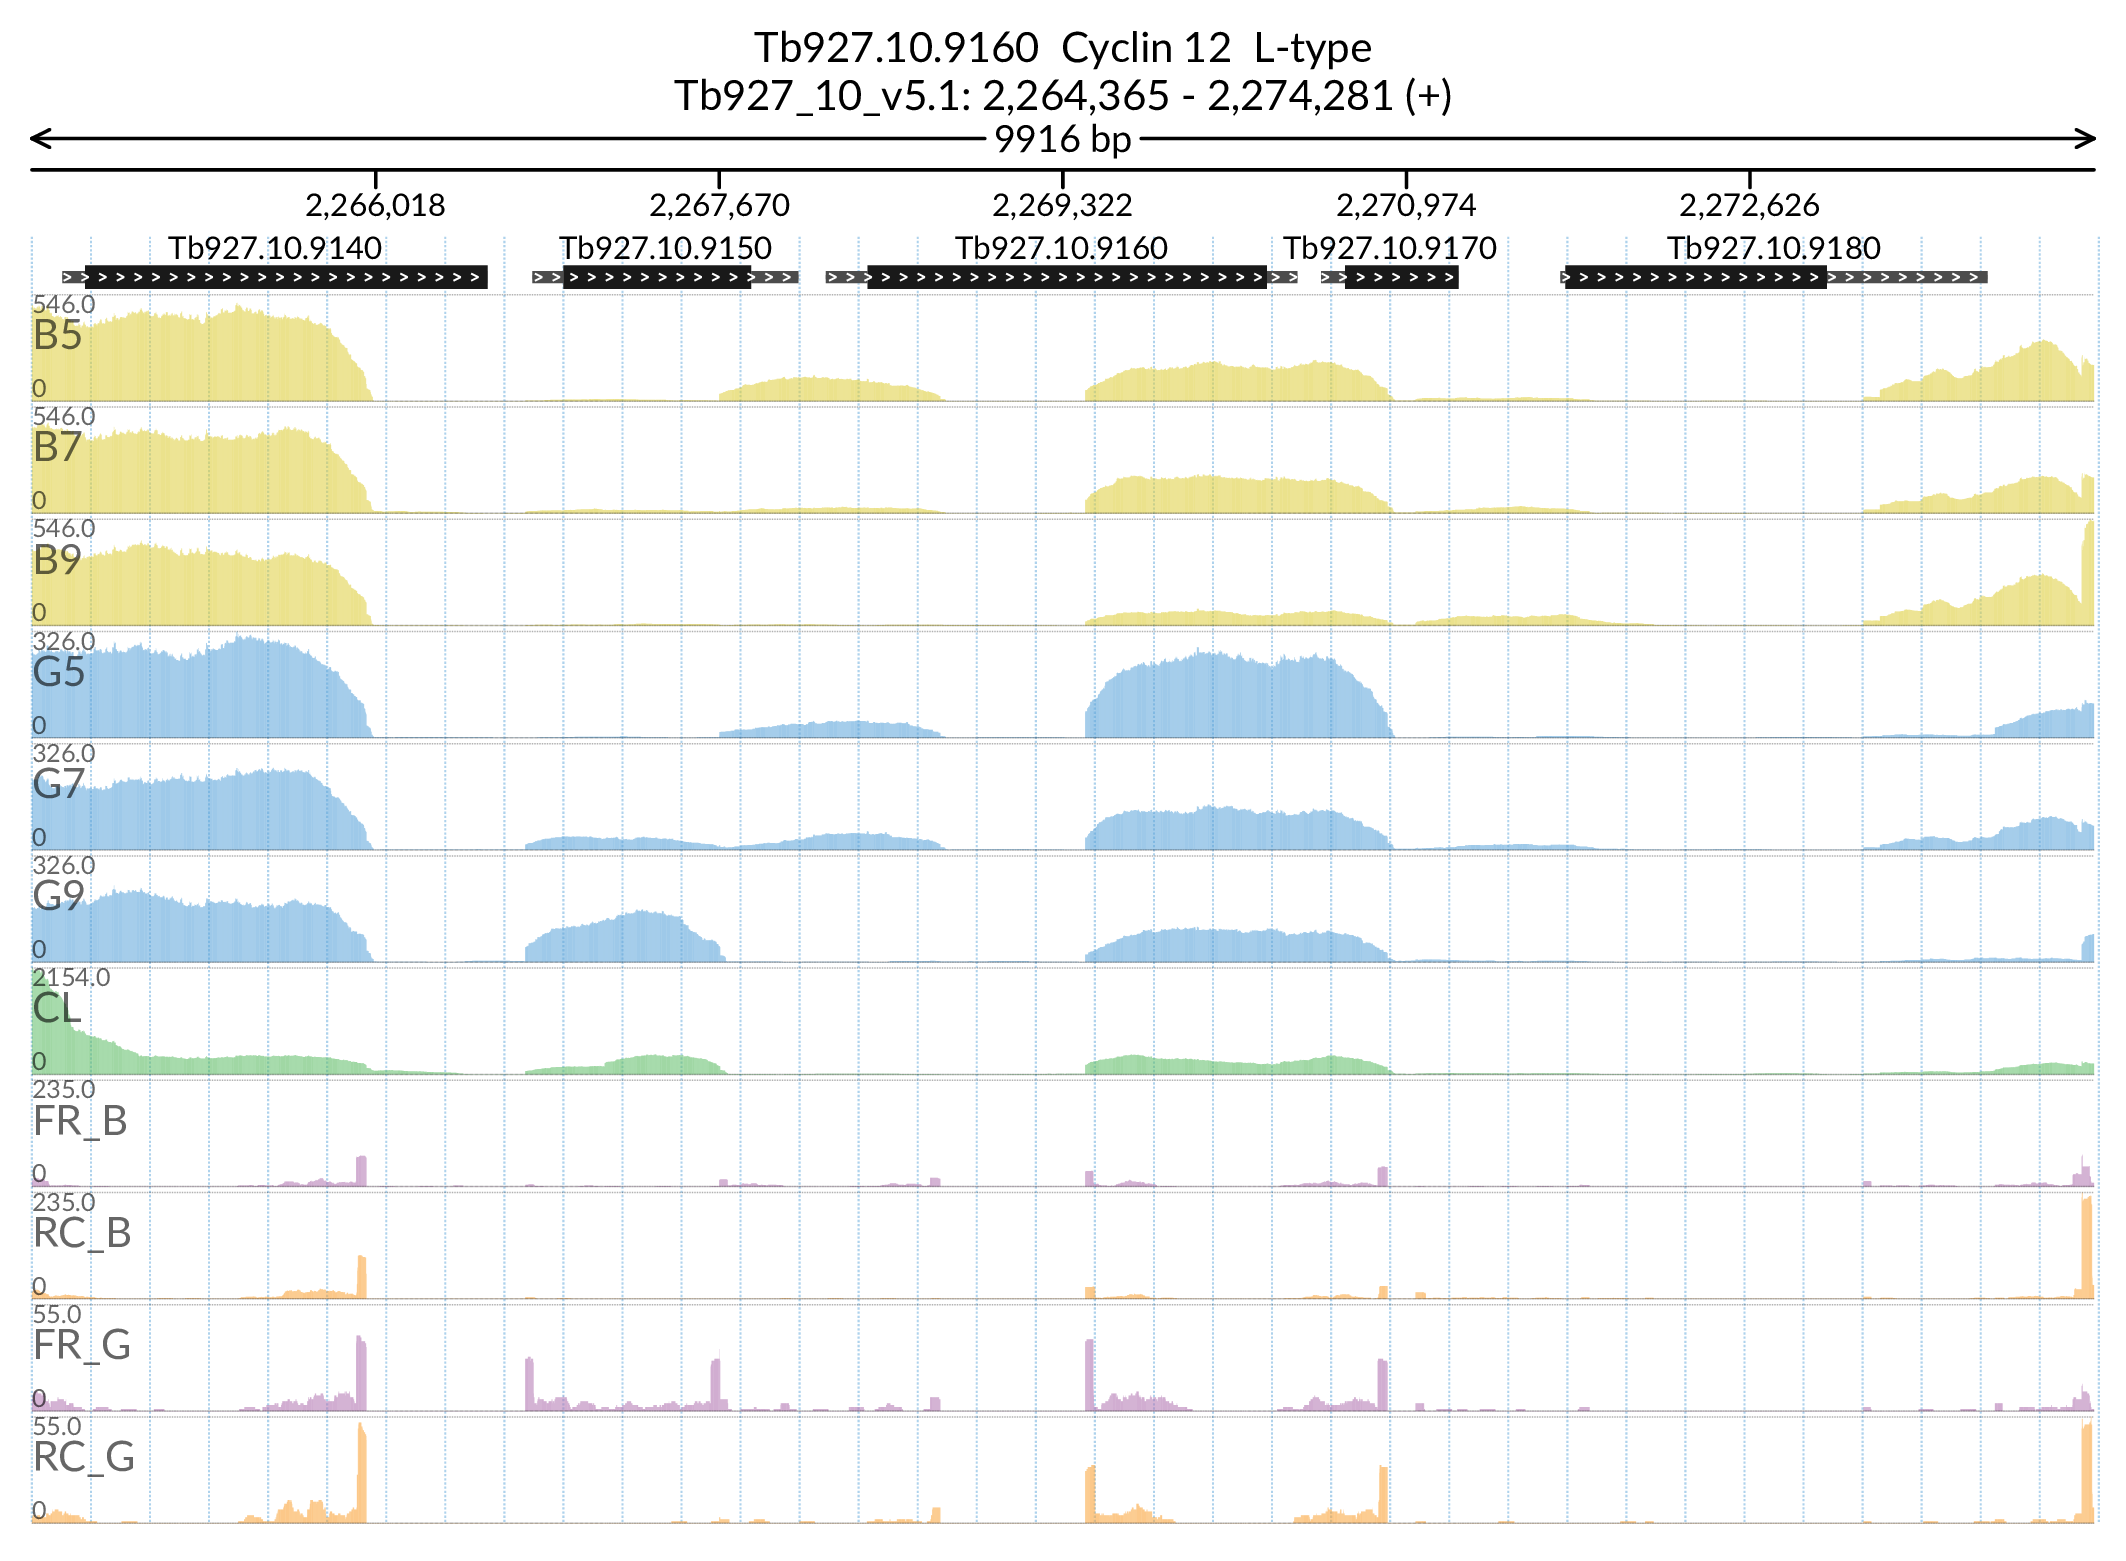 Tb927.10.9160 Cyclin 12 L-type
Tb927_10_v5.1: 2,264,365 - 2,274,281 (+)
9916 bp
2,266,018 2,267,670 2,269,322 2,270,974 2,272,626
Tb927.10.9140 Tb927.10.9150 Tb927.10.9160 Tb927.10.9170 Tb927.10.9180
546.0
B5
0
546.0
B7
0
546.0
B9
0
326.0
G5
0
326.0
G7
0
326.0
G9
0
2154.0
CL
0
235.0
FR_B
0
235.0
RC_B
0
55.0
FR_G
0
55.0
RC_G
0